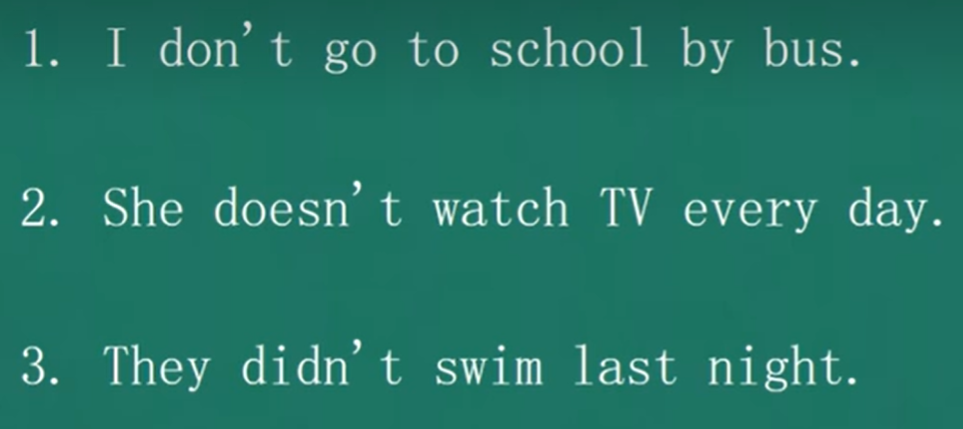 1. I don't go to school by bus.
2. She doesn't watch TV every day.
3. They didn't swim last night.